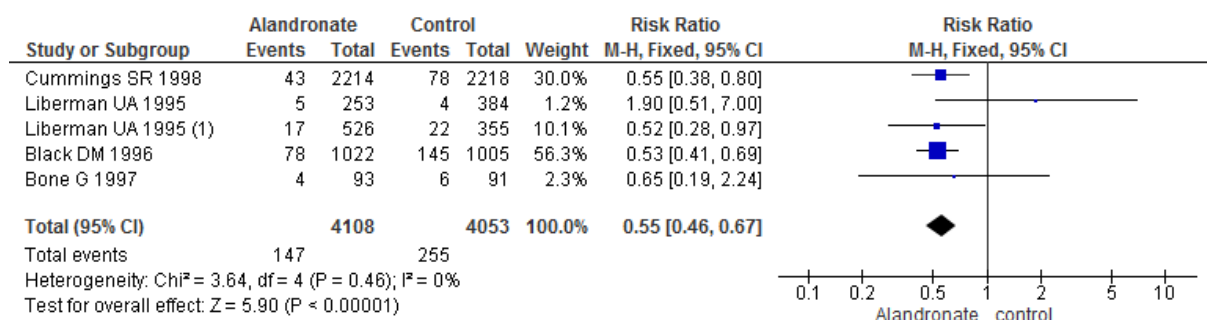 Alandronate Control Risk Ratio Risk Ratio
Study or Subgroup Events Total Events Total Weight M-H, Fixed, 95% CI M-H, Fixed, 95% CI
Cummings SR 1998 43 2214 78 2218 30.0% 0.55 [0.38, 0.80]
Liberman UA 1995 5 253 4 384 1.2% 1.90 [0.51, 7.00]
Liberman UA 1995 (1) 17 526 22 355 10.1% 0.52 [0.28, 0.97]
Black DM 1996 78 1022 145 1005 56.3% 0.53 [0.41, 0.69]
Bone G 1997 4 93 6 91 2.3% 0.65 [0.19, 2.24]
Total (95% CI) 4108 4053 100.0% 0.55 [0.46, 0.67]
Total events 147 255
Heterogeneity: Chi² = 3.64, df = 4 (P = 0.46); I² = 0%
Test for overall effect: Z = 5.90 (P < 0.00001)
0.1 0.2 0.5 1 2 5 10
Alandronate control